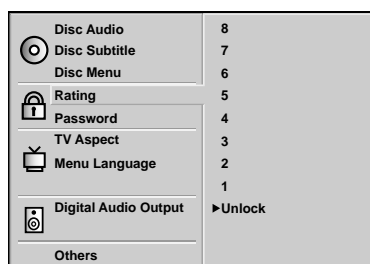 Disc Audio
Disc Subtitle
Disc Menu
Rating
Password
TV Aspect
Menu Language
Digital Audio Output
Others
8
7
6
5
4
3
2
1
►Unlock